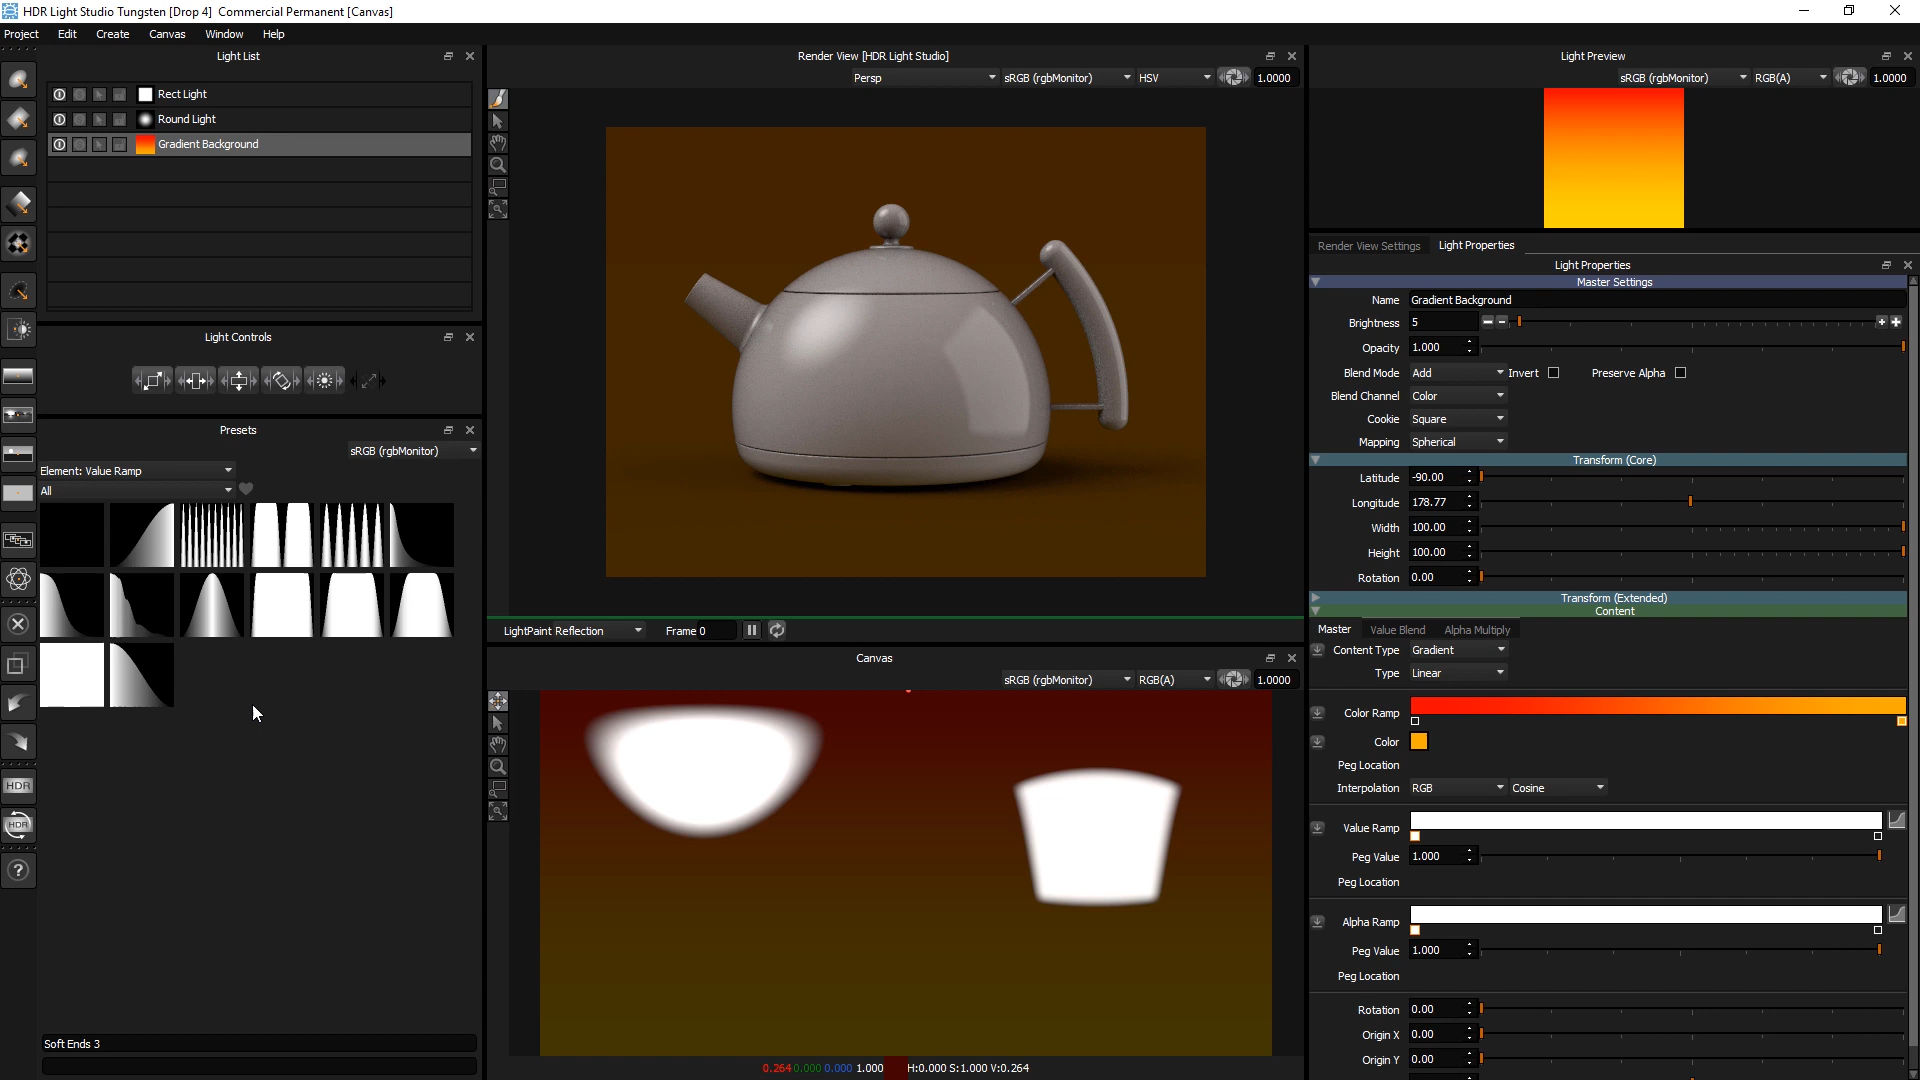 HDR Light Studio Tungsten [Drop 4]  Commercial Permanent [Canvas]
Project Edit Create Canvas Window Help
Light List
Rect Light
Round Light
Gradient Background
Light Controls
Presets
sRGB (rgbMonitor)
Element: Value Ramp
All
Soft Ends 3
HDR
HDR
?
Render View [HDR Light Studio]
Persp sRGB (rgbMonitor) HSV 1.0000
LightPaint Reflection Frame 0
Canvas
sRGB (rgbMonitor) RGB(A) 1.0000
0.264 0.000 0.000 1.000 H:0.000 S:1.000 V:0.264
Light Preview
sRGB (rgbMonitor) RGB(A) 1.0000
Render View Settings Light Properties
Light Properties
Master Settings
Name Gradient Background
Brightness 5
Opacity 1.000
Blend Mode Add Invert Preserve Alpha
Blend Channel Color
Cookie Square
Mapping Spherical
Transform (Core)
Latitude -90.00
Longitude 178.77
Width 100.00
Height 100.00
Rotation 0.00
Transform (Extended)
Content
Master Value Blend Alpha Multiply
Content Type Gradient
Type Linear
Color Ramp
Color
Peg Location
Interpolation RGB Cosine
Value Ramp
Peg Value 1.000
Peg Location
Alpha Ramp
Peg Value 1.000
Peg Location
Rotation 0.00
Origin X 0.00
Origin Y 0.00